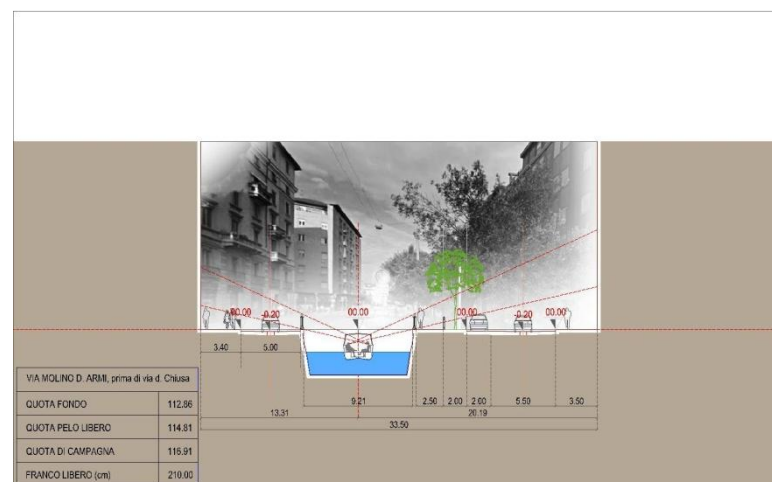 00.00 -0.20 00.00 00.00 -0.20 00.00
3.40 5.00
9.21 2.50 2.00 2.00 5.50 3.50
13.31 20.19
33.50
VIA MOLINO D. ARMI, prima di via d. Chiusa
QUOTA FONDO 112.86
QUOTA PELO LIBERO 114.81
QUOTA DI CAMPAGNA 116.91
FRANCO LIBERO (cm) 210.00